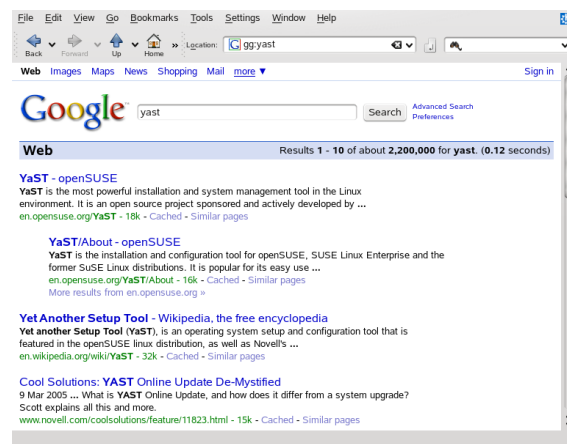 File Edit View Go Bookmarks Tools Settings Window Help
Back Forward Up Home » Location: gg:yast
Web Images Maps News Shopping Mail more ▼ Sign in
Google yast Search Advanced Search
Preferences
Web Results 1 - 10 of about 2,200,000 for yast. (0.12 seconds)
YaST - openSUSE
YaST is the most powerful installation and system management tool in the Linux
environment. It is an open source project sponsored and actively developed by ...
en.opensuse.org/YaST - 18k - Cached - Similar pages
YaST/About - openSUSE
YaST is the installation and configuration tool for openSUSE, SUSE Linux Enterprise and the
former SuSE Linux distributions. It is popular for its easy use ...
en.opensuse.org/YaST/About - 16k - Cached - Similar pages
More results from en.opensuse.org »
Yet Another Setup Tool - Wikipedia, the free encyclopedia
Yet another Setup Tool (YaST), is an operating system setup and configuration tool that is
featured in the openSUSE linux distribution, as well as Novell's ...
en.wikipedia.org/wiki/YaST - 32k - Cached - Similar pages
Cool Solutions: YAST Online Update De-Mystified
9 Mar 2005 ... What is YAST Online Update, and how does it differ from a system upgrade?
Scott explains all this and more.
www.novell.com/coolsolutions/feature/11823.html - 15k - Cached - Similar pages